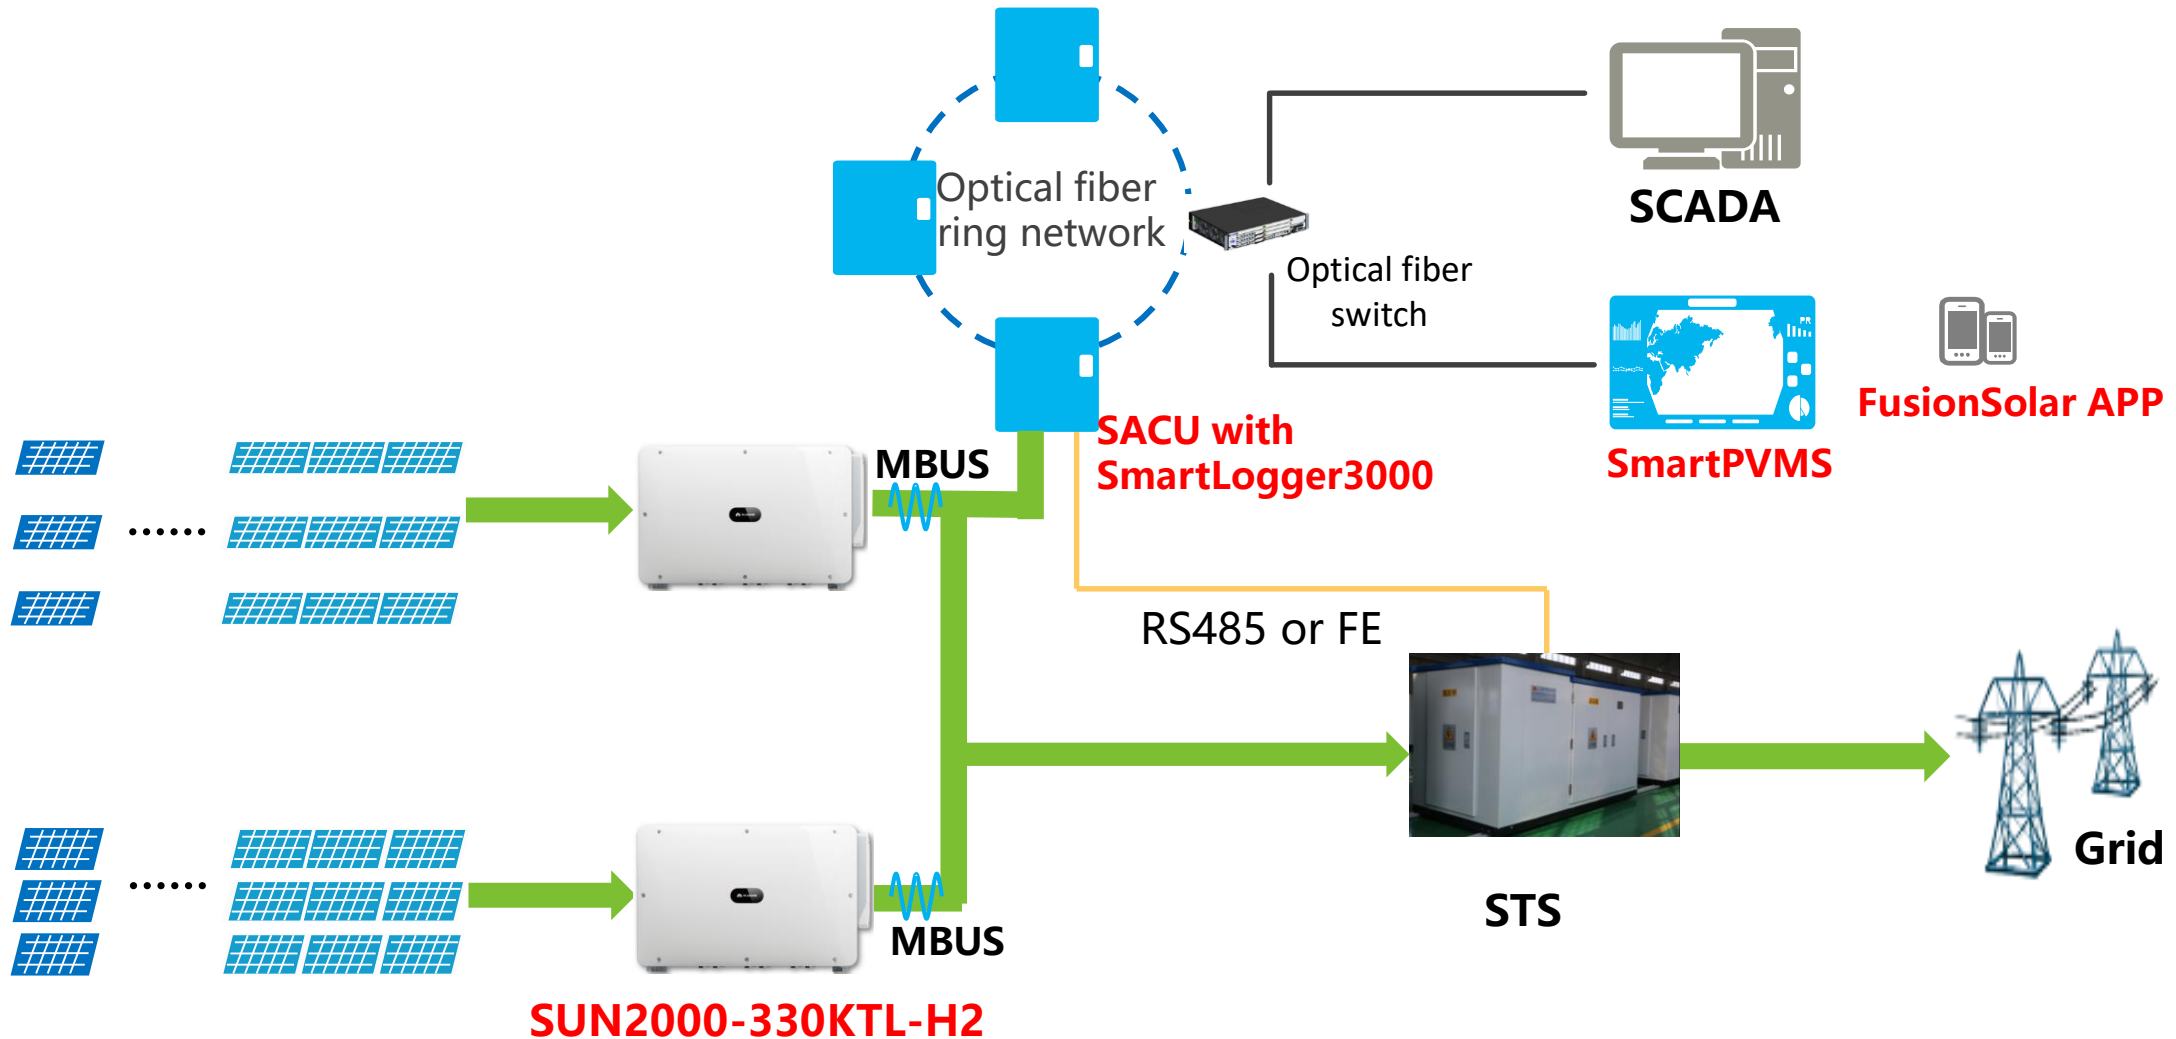 Optical fiber
ring network
SCADA
Optical fiber
switch
FusionSolar APP
SmartPVMS
SACU with
SmartLogger3000
MBUS
RS485 or FE
Grid
STS
MBUS
SUN2000-330KTL-H2